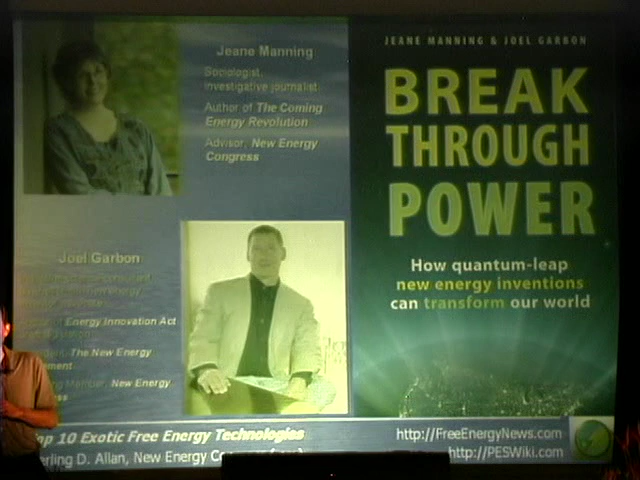 Jeane Manning
Sociologist,
investigative journalist
Author of The Coming
Energy Revolution
Advisor, New Energy
Congress
Joel Garbon
Energy Innovation Act
The New Energy
New Energy
JEANE MANNING & JOEL GARBON
BREAK
THROUGH
POWER
How quantum-leap
new energy inventions
can transform our world
Top 10 Exotic Free Energy Technologies
erling D. Allan, New Energy
http://FreeEnergyNews.com
http://PESWiki.com